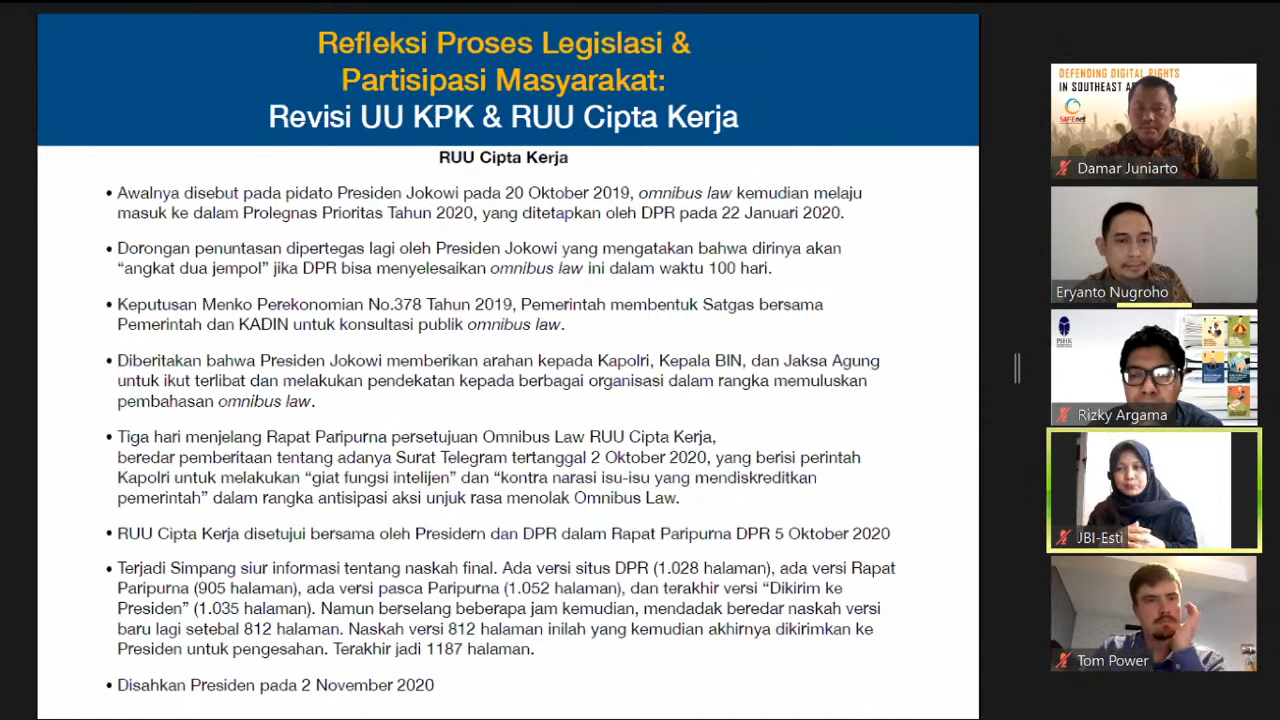 Refleksi Proses Legislasi &
Partisipasi Masyarakat:
Revisi UU KPK & RUU Cipta Kerja
RUU Cipta Kerja
• Awalnya disebut pada pidato Presiden Jokowi pada 20 Oktober 2019, omnibus law kemudian melaju
masuk ke dalam Prolegnas Prioritas Tahun 2020, yang ditetapkan oleh DPR pada 22 Januari 2020.
• Dorongan penuntasan dipertegas lagi oleh Presiden Jokowi yang mengatakan bahwa dirinya akan
“angkat dua jempol” jika DPR bisa menyelesaikan omnibus law ini dalam waktu 100 hari.
• Keputusan Menko Perekonomian No.378 Tahun 2019, Pemerintah membentuk Satgas bersama
Pemerintah dan KADIN untuk konsultasi publik omnibus law.
• Diberitakan bahwa Presiden Jokowi memberikan arahan kepada Kapolri, Kepala BIN, dan Jaksa Agung
untuk ikut terlibat dan melakukan pendekatan kepada berbagai organisasi dalam rangka memuluskan
pembahasan omnibus law.
• Tiga hari menjelang Rapat Paripurna persetujuan Omnibus Law RUU Cipta Kerja,
beredar pemberitaan tentang adanya Surat Telegram tertanggal 2 Oktober 2020, yang berisi perintah
Kapolri untuk melakukan “giat fungsi intelijen” dan “kontra narasi isu-isu yang mendiskreditkan
pemerintah” dalam rangka antisipasi aksi unjuk rasa menolak Omnibus Law.
• RUU Cipta Kerja disetujui bersama oleh Presidern dan DPR dalam Rapat Paripurna DPR 5 Oktober 2020
• Terjadi Simpang siur informasi tentang naskah final. Ada versi situs DPR (1.028 halaman), ada versi Rapat
Paripurna (905 halaman), ada versi pasca Paripurna (1.052 halaman), dan terakhir versi “Dikirim ke
Presiden” (1.035 halaman). Namun berselang beberapa jam kemudian, mendadak beredar naskah versi
baru lagi setebal 812 halaman. Naskah versi 812 halaman inilah yang kemudian akhirnya dikirimkan ke
Presiden untuk pengesahan. Terakhir jadi 1187 halaman.
• Disahkan Presiden pada 2 November 2020
DEFENDING DIGITAL RIGHTS
IN SOUTHEAST
SAFEnet
Damar Juniarto
Eryanto Nugroho
PSHK
Rizky Argama
JBI-Esti
Tom Power